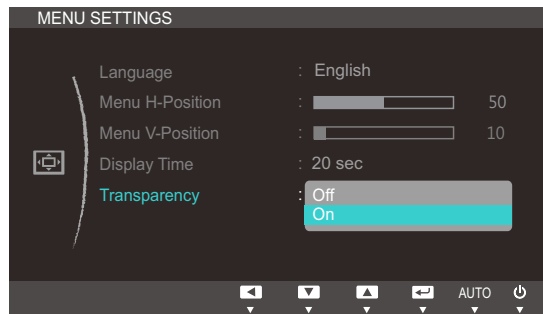 MENU SETTINGS
Language : English
Menu H-Position : 50
Menu V-Position : 10
Display Time : 20 sec
Transparency : Off
On
AUTO